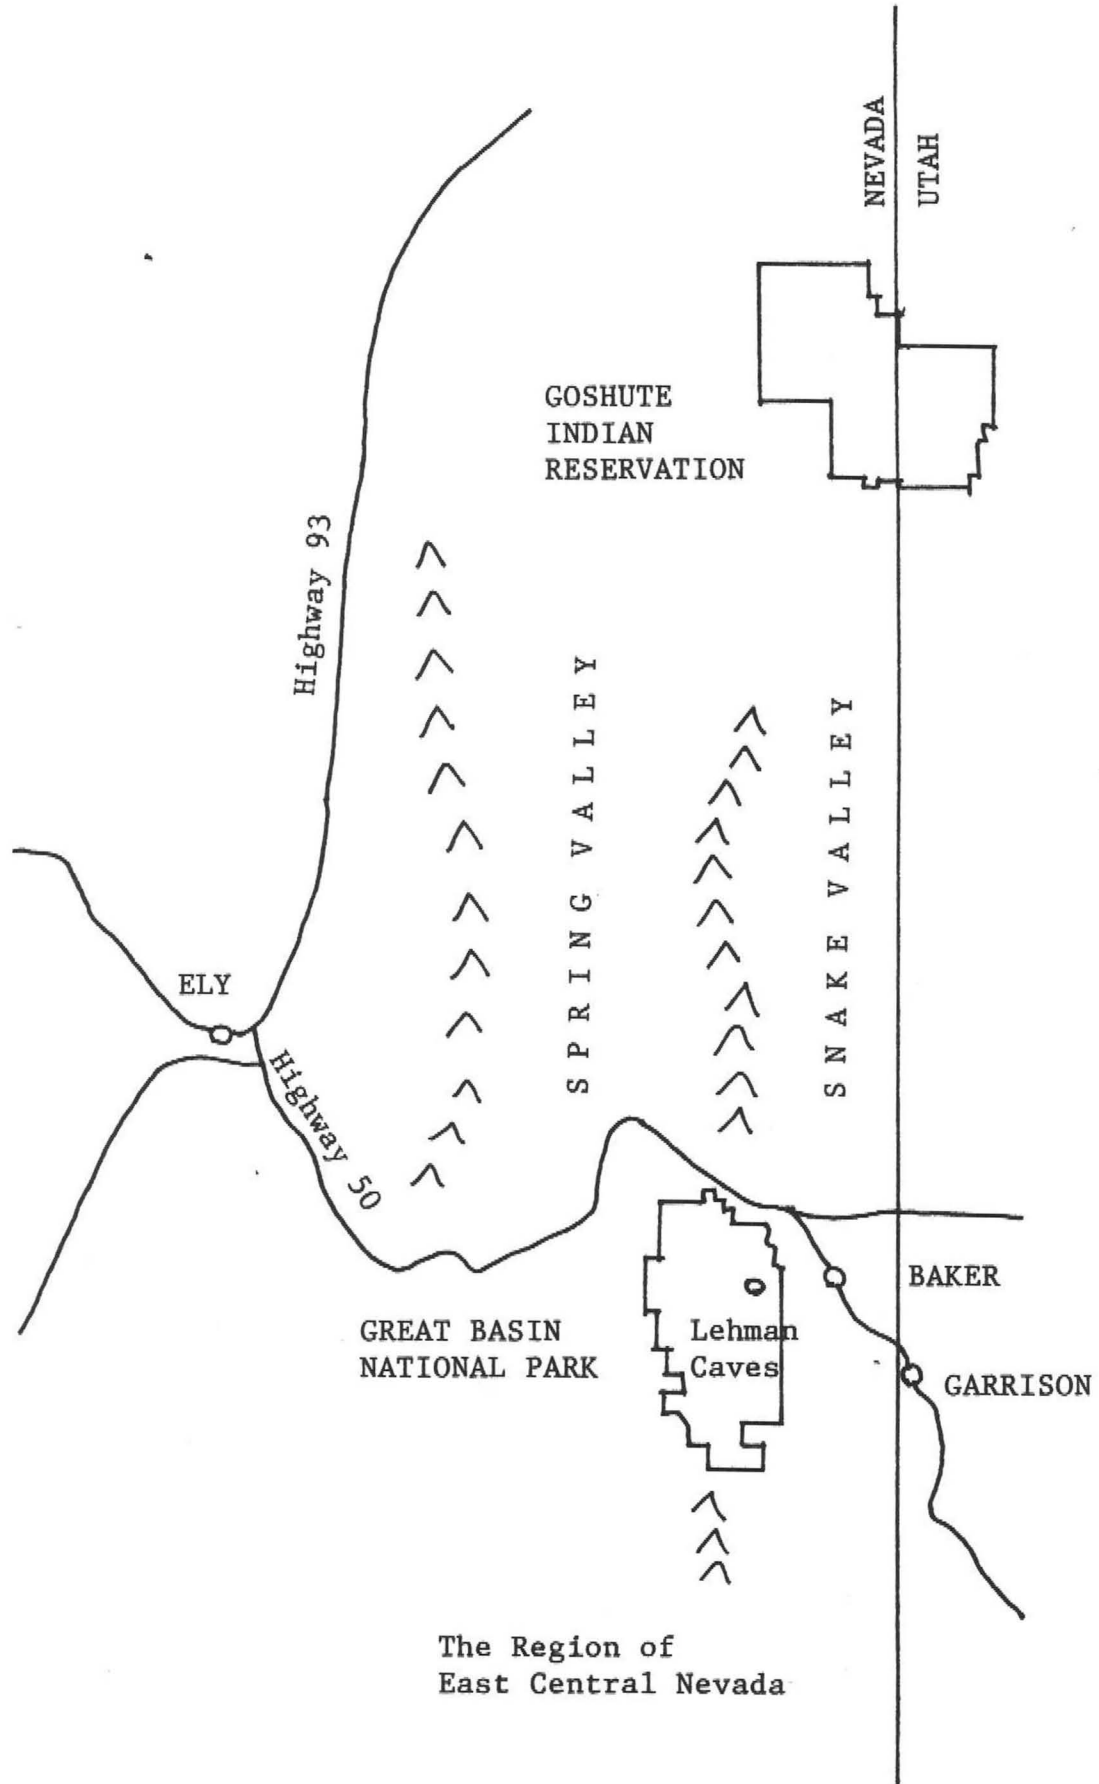 NEVADA
UTAH
GOSHUTE
INDIAN
RESERVATION
Highway 93
SPRING VALLEY
SNAKE VALLEY
ELY
Highway 50
BAKER
GREAT BASIN
NATIONAL PARK
Lehman
Caves
GARRISON
The Region of
East Central Nevada